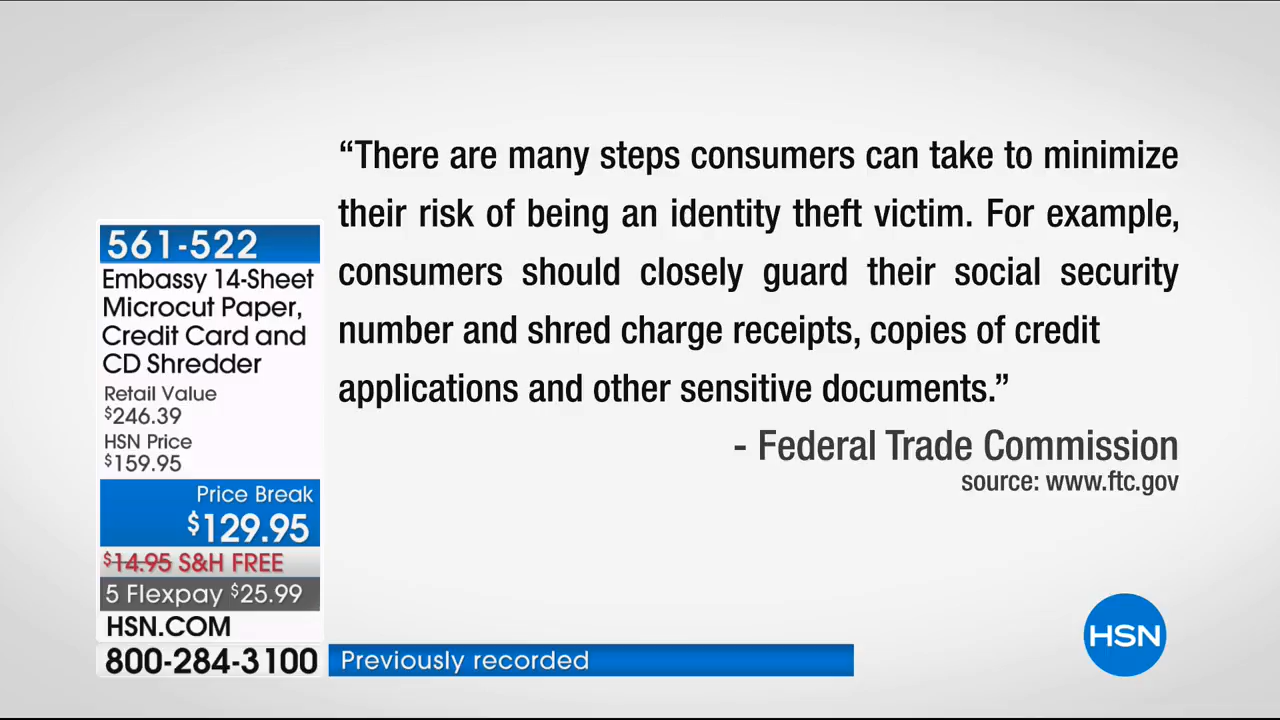 561-522
Embassy 14-Sheet
Microcut Paper,
Credit Card and
CD Shredder
Retail Value
$246.39
HSN Price
$159.95
Price Break
$129.95
$14.95 S&H FREE
5 Flexpay $25.99
HSN.COM
800-284-3100
“There are many steps consumers can take to minimize
their risk of being an identity theft victim. For example,
consumers should closely guard their social security
number and shred charge receipts, copies of credit
applications and other sensitive documents.”
- Federal Trade Commission
source: www.ftc.gov
Previously recorded
HSN